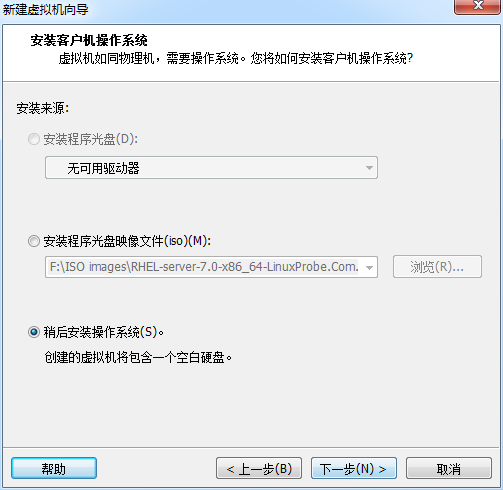 新建虚拟机向导
安装客户机操作系统
虚拟机如同物理机，需要操作系统。您将如何安装客户机操作系统?
安装来源:
安装程序光盘(D):
无可用驱动器
安装程序光盘映像文件(iso)(M):
F:\ISO images\RHEL-server-7.0-x86_64-LinuxProbe.Com.
浏览(R)...
稍后安装操作系统(S)。
创建的虚拟机将包含一个空白硬盘。
帮助
< 上一步(B)
下一步(N) >
取消